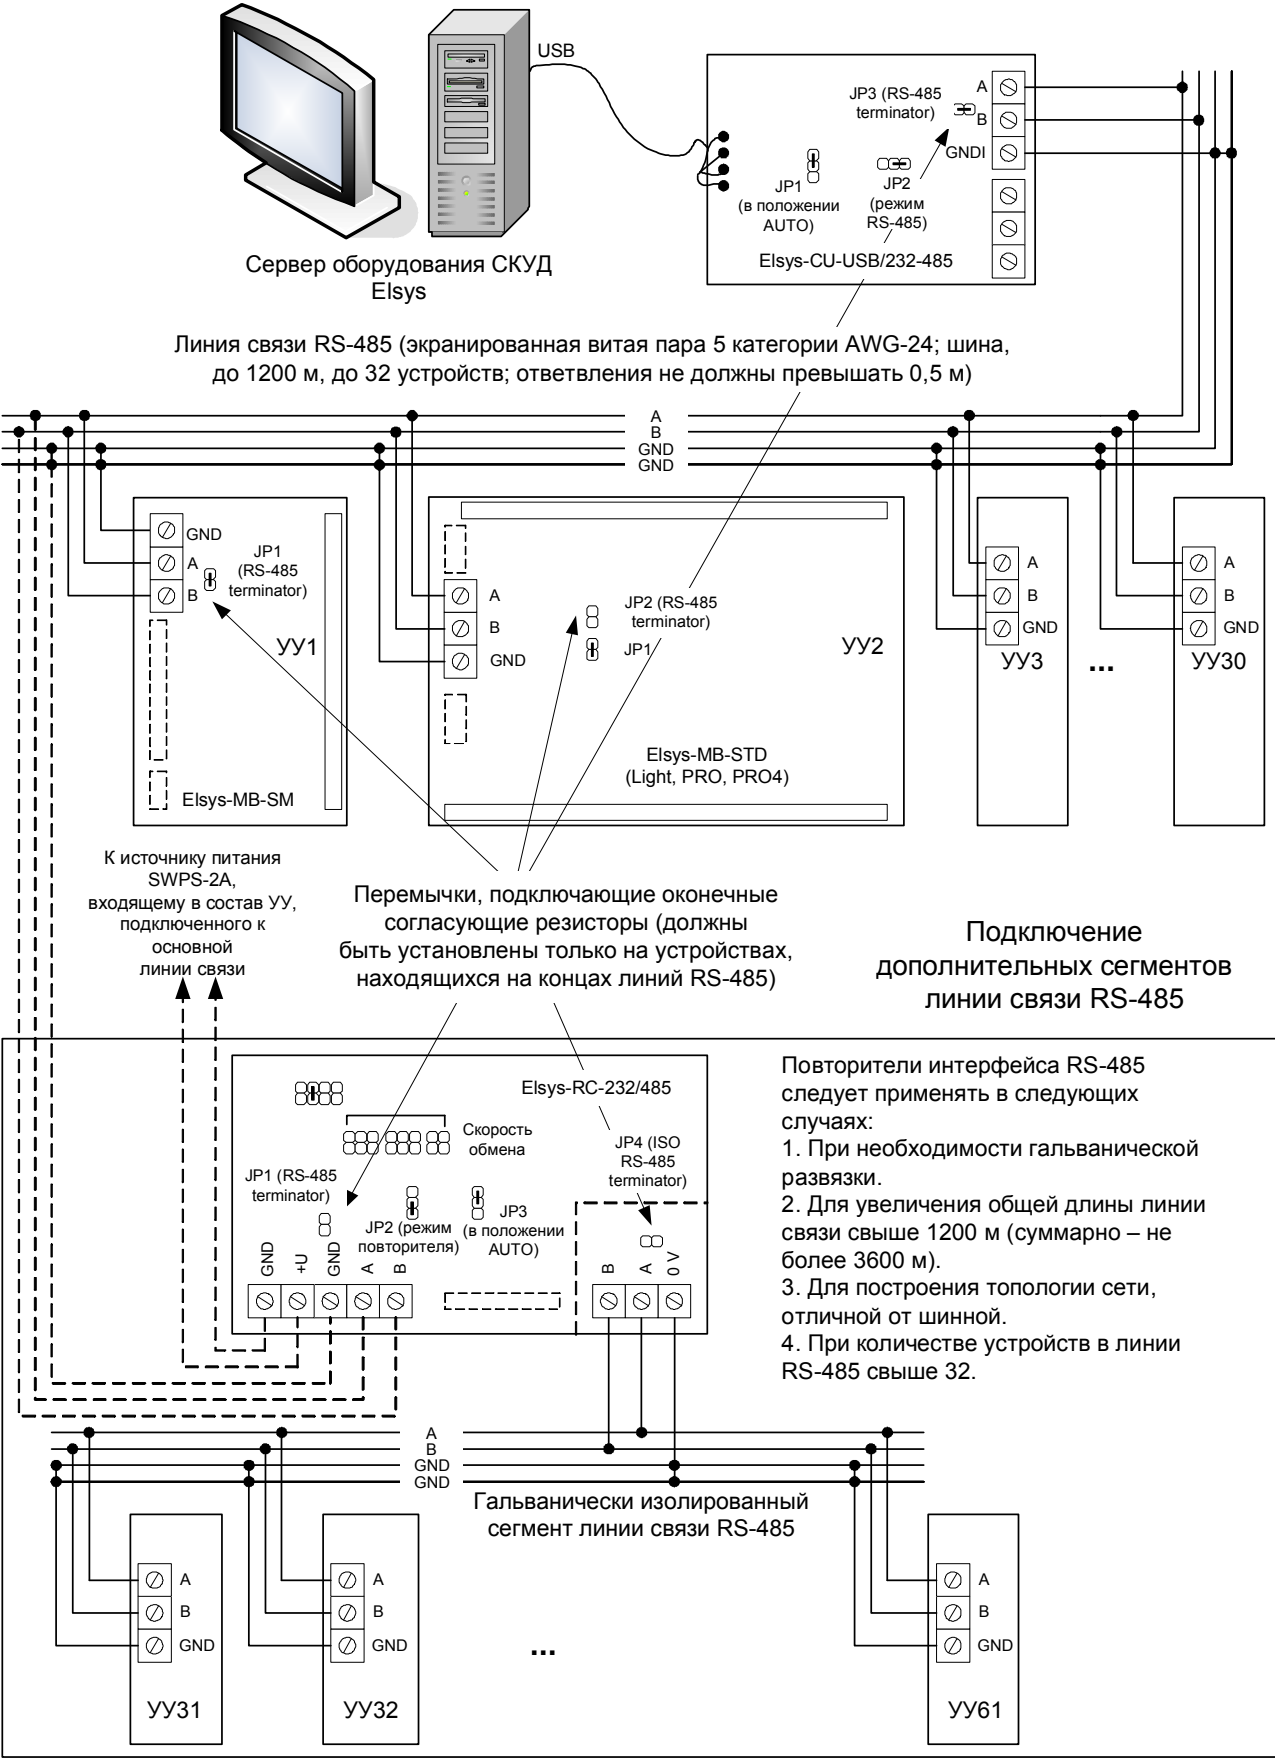 USB
JP3 (RS-485
terminator)
A
B
GNDI
JP1
(в положении
AUTO)
JP2
(режим
RS-485)
Elsys-CU-USB/232-485
Сервер оборудования СКУД
Elsys
Линия связи RS-485 (экранированная витая пара 5 категории AWG-24; шина,
до 1200 м, до 32 устройств; ответвления не должны превышать 0,5 м)
A
B
GND
GND
GND
A
B
JP1
(RS-485
terminator)
УУ1
Elsys-MB-SM
A
B
GND
JP2 (RS-485
terminator)
JP1
УУ2
Elsys-MB-STD
(Light, PRO, PRO4)
A
B
GND
УУ3
...
A
B
GND
УУ30
К источнику питания
SWPS-2A,
входящему в состав УУ,
подключенного к
основной
линии связи
Перемычки, подключающие оконечные
согласующие резисторы (должны
быть установлены только на устройствах,
находящихся на концах линий RS-485)
Подключение
дополнительных сегментов
линии связи RS-485
Elsys-RC-232/485
Скорость
обмена
JP1 (RS-485
terminator)
JP2 (режим
повторителя)
JP3
(в положении
AUTO)
JP4 (ISO
RS-485
terminator)
GND
+U
GND
A
B
B
A
0 V
Повторители интерфейса RS-485
следует применять в следующих
случаях:
1. При необходимости гальванической
развязки.
2. Для увеличения общей длины линии
связи свыше 1200 м (суммарно – не
более 3600 м).
3. Для построения топологии сети,
отличной от шинной.
4. При количестве устройств в линии
RS-485 свыше 32.
A
B
GND
GND
Гальванически изолированный
сегмент линии связи RS-485
A
B
GND
УУ31
A
B
GND
УУ32
...
A
B
GND
УУ61